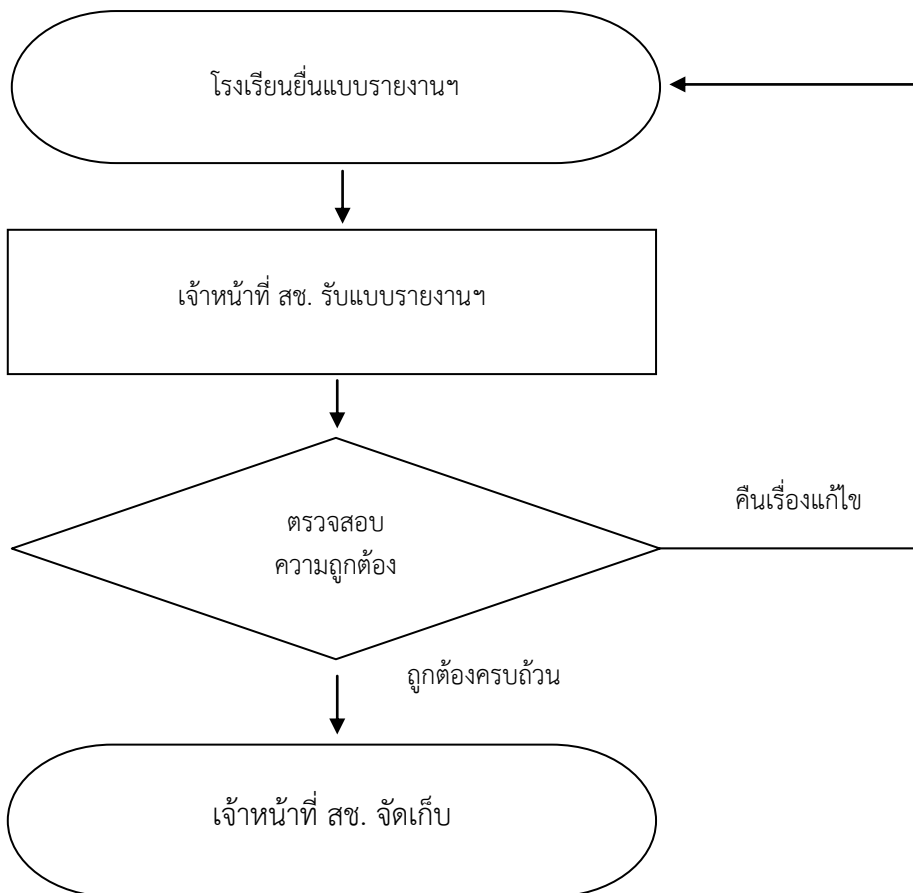 โรงเรียนยื่นแบบรายงานฯ
เจ้าหน้าที่ สช. รับแบบรายงานฯ
คืนเรื่องแก้ไข
ตรวจสอบ
ความถูกต้อง
ถูกต้องครบถ้วน
เจ้าหน้าที่ สช. จัดเก็บ